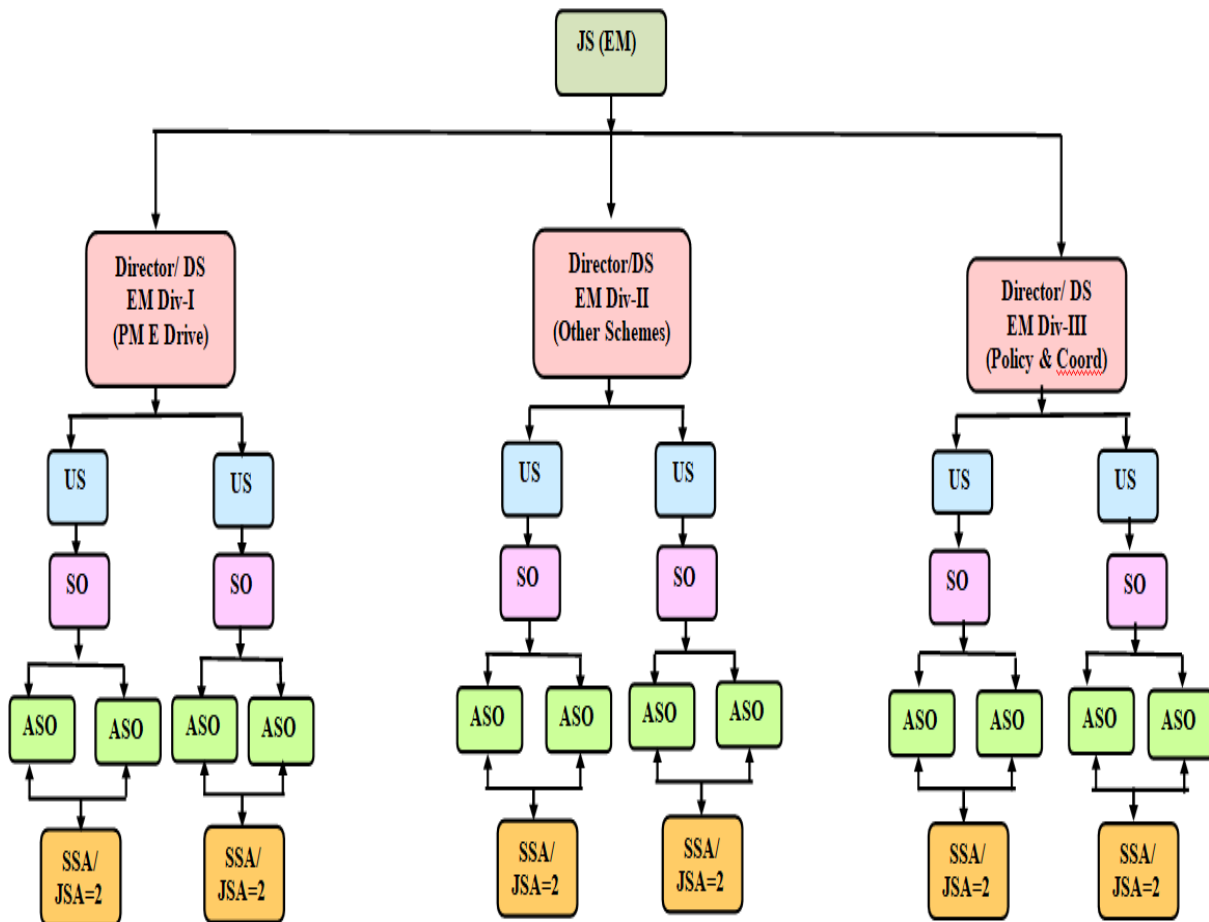 JS (EM)
Director/ DS
EM Div-I
(PM E Drive)
Director/DS
EM Div-II
(Other Schemes)
Director/ DS
EM Div-III
(Policy & Coord)
US
US
US
US
US
US
SO
SO
SO
SO
SO
SO
ASO
ASO
ASO
ASO
ASO
ASO
ASO
ASO
ASO
ASO
ASO
ASO
SSA/
JSA=2
SSA/
JSA=2
SSA/
JSA=2
SSA/
JSA=2
SSA/
JSA=2
SSA/
JSA=2